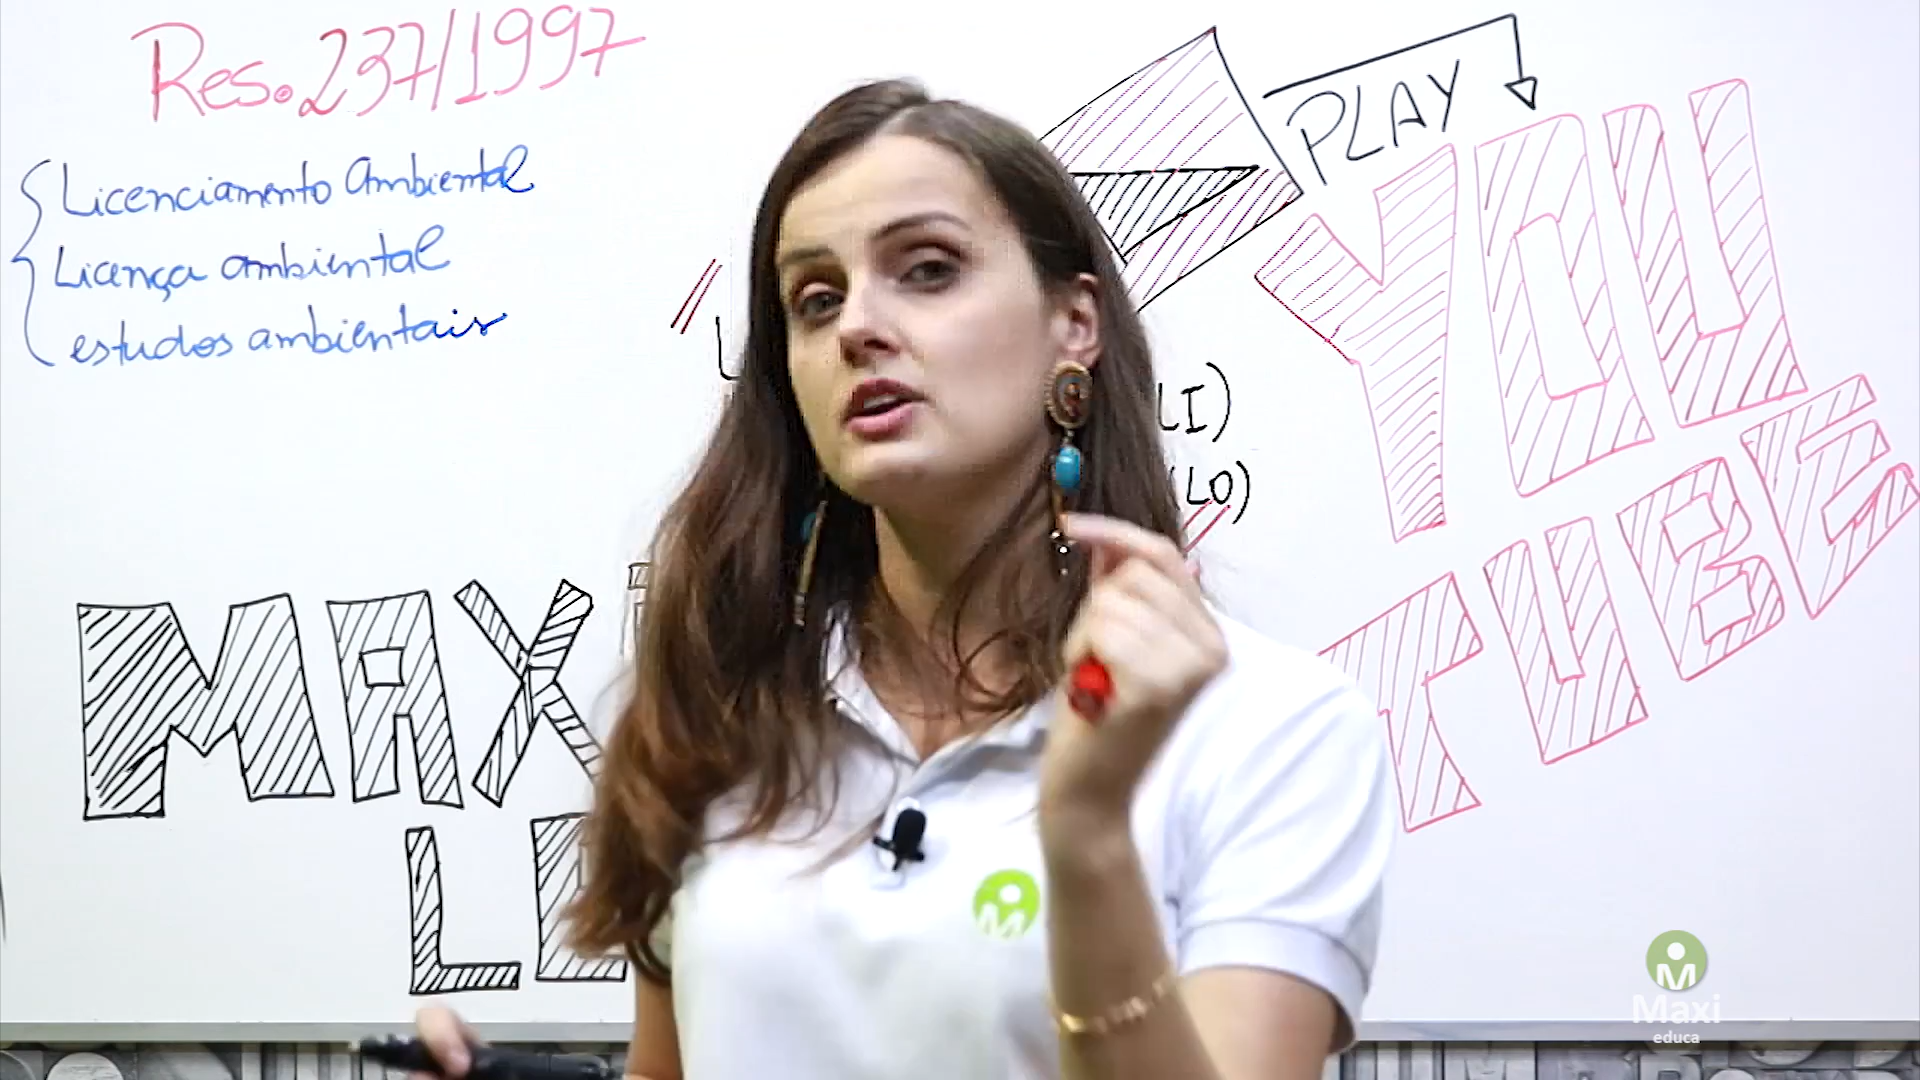 Res. 237/1997
Licenciamento Ambiental
Licença ambiental
estudos ambientais
PLAY
YOU
TUBE
LI)
(LO)
MAX
M
Maxi
educa